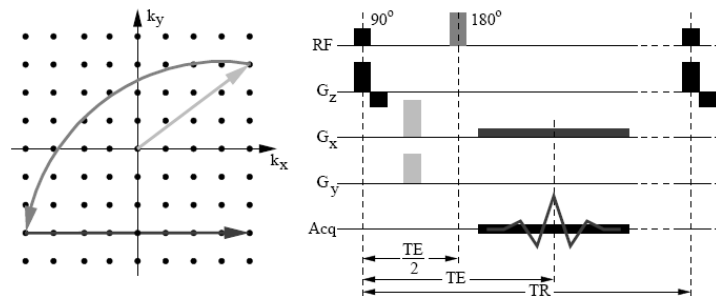 k_y
k_x
90° 180°
RF
G_z
G_x
G_y
Acq
TE
2
TE
TR